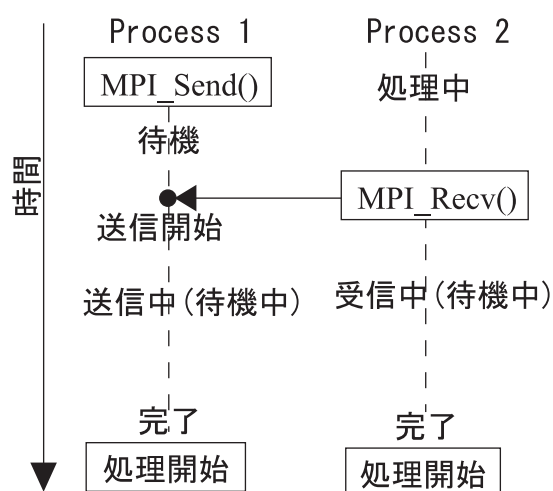 Process 1
Process 2
MPI_Send()
処理中
待機
時間
MPI_Recv()
送信開始
送信中(待機中)
受信中(待機中)
完了
完了
処理開始
処理開始